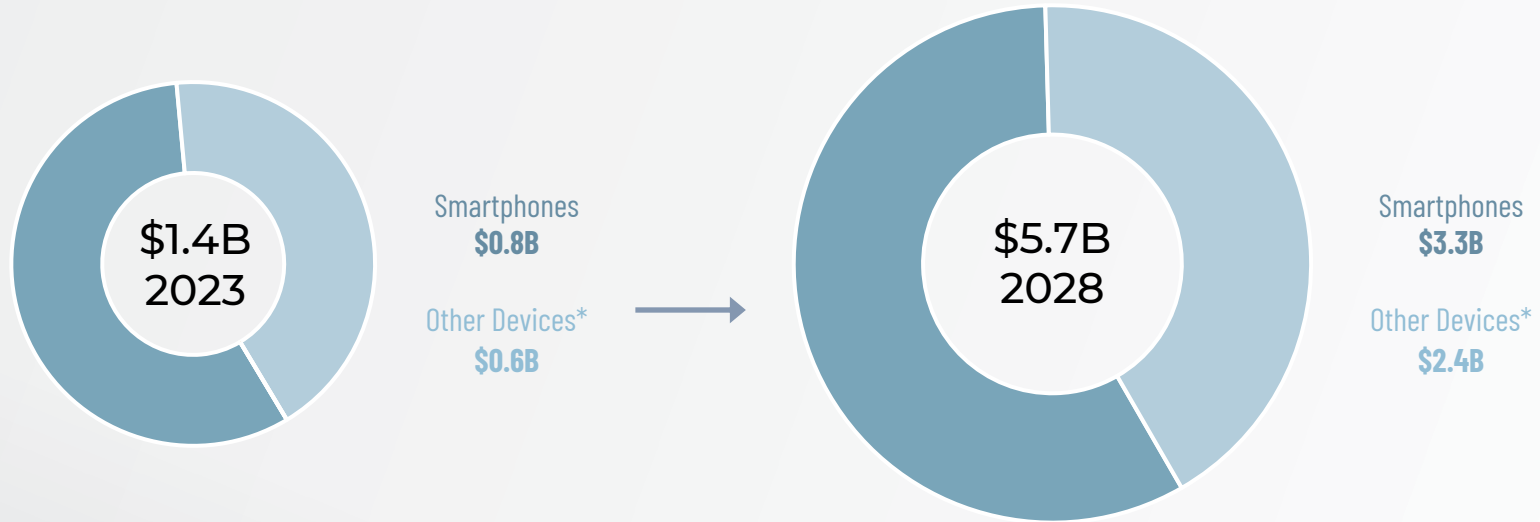 $1.4B
2023
Smartphones
$0.8B
Other Devices*
$0.6B
$5.7B
2028
Smartphones
$3.3B
Other Devices*
$2.4B